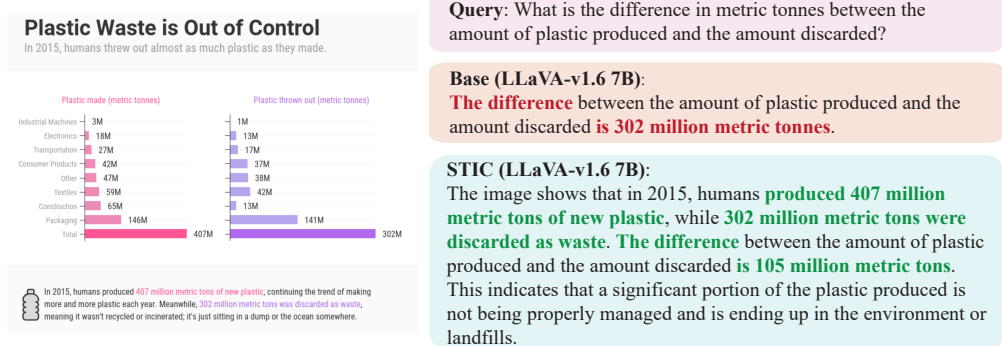 Plastic Waste is Out of Control
In 2015, humans threw out almost as much plastic as they made.
Plastic made (metric tonnes)
Plastic thrown out (metric tonnes)
Industrial Machines 3M 1M
Electronics 18M 13M
Transportation 27M 17M
Consumer Products 42M 37M
Other 47M 38M
Textiles 59M 42M
Construction 65M 13M
Packaging 146M 141M
Total 407M 302M
In 2015, humans produced 407 million metric tons of new plastic, continuing the trend of making
more and more plastic each year. Meanwhile, 302 million metric tons was discarded as waste,
meaning it wasn't recycled or incinerated; it's just sitting in a dump or the ocean somewhere.
Query: What is the difference in metric tonnes between the
amount of plastic produced and the amount discarded?
Base (LLaVA-v1.6 7B):
The difference between the amount of plastic produced and the
amount discarded is 302 million metric tonnes.
STIC (LLaVA-v1.6 7B):
The image shows that in 2015, humans produced 407 million
metric tons of new plastic, while 302 million metric tons were
discarded as waste. The difference between the amount of plastic
produced and the amount discarded is 105 million metric tons.
This indicates that a significant portion of the plastic produced is
not being properly managed and is ending up in the environment or
landfills.